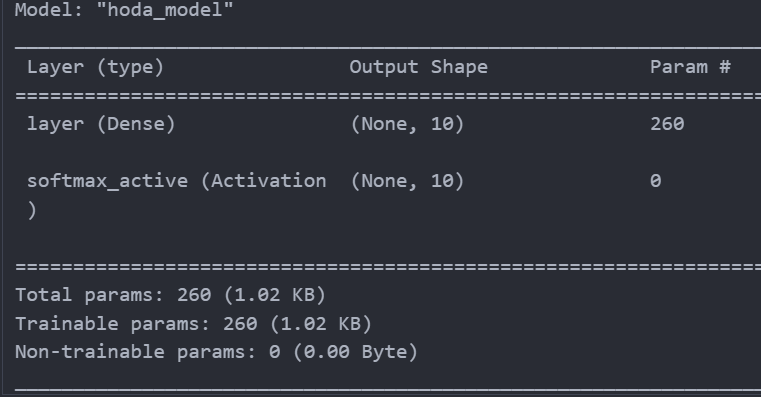 Model: "hoda_model"
_________________________________________________________________
 Layer (type)                Output Shape              Param #
=================================================================
 layer (Dense)               (None, 10)                260

 softmax_active (Activation  (None, 10)                0
 )

=================================================================
Total params: 260 (1.02 KB)
Trainable params: 260 (1.02 KB)
Non-trainable params: 0 (0.00 Byte)
_________________________________________________________________